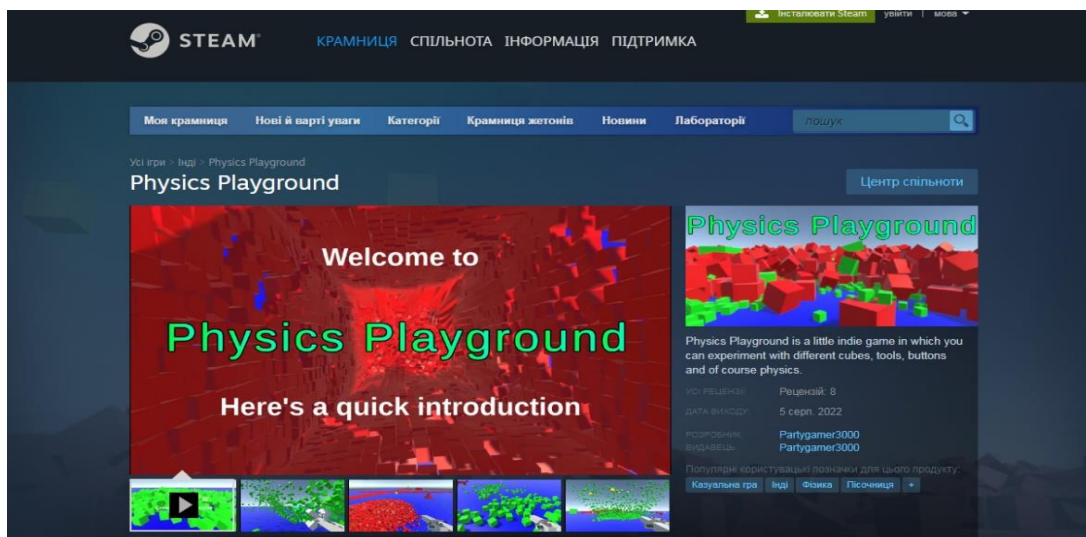 Інсталювати Steam увійти | мова
STEAM
КРАМНИЦЯ СПІЛЬНОТА ІНФОРМАЦІЯ ПІДТРИМКА
Моя крамниця Нові й варті уваги Категорії Крамниця жетонів Новини Лабораторії пошук
Усі ігри > Інді > Physics Playground
Physics Playground
Центр спільноти
Welcome to
Physics Playground
Here's a quick introduction
Physics Playground
Physics Playground is a little indie game in which you
can experiment with different cubes, tools, buttons
and of course physics.
УСІ РЕЦЕНЗІЇ: Рецензій: 8
ДАТА ВИХОДУ: 5 серп. 2022
РОЗРОБНИК: Partygamer3000
ВИДАВЕЦЬ: Partygamer3000
Популярні користувацькі позначки для цього продукту:
Казуальна гра Інді Фізика Пісочниця +